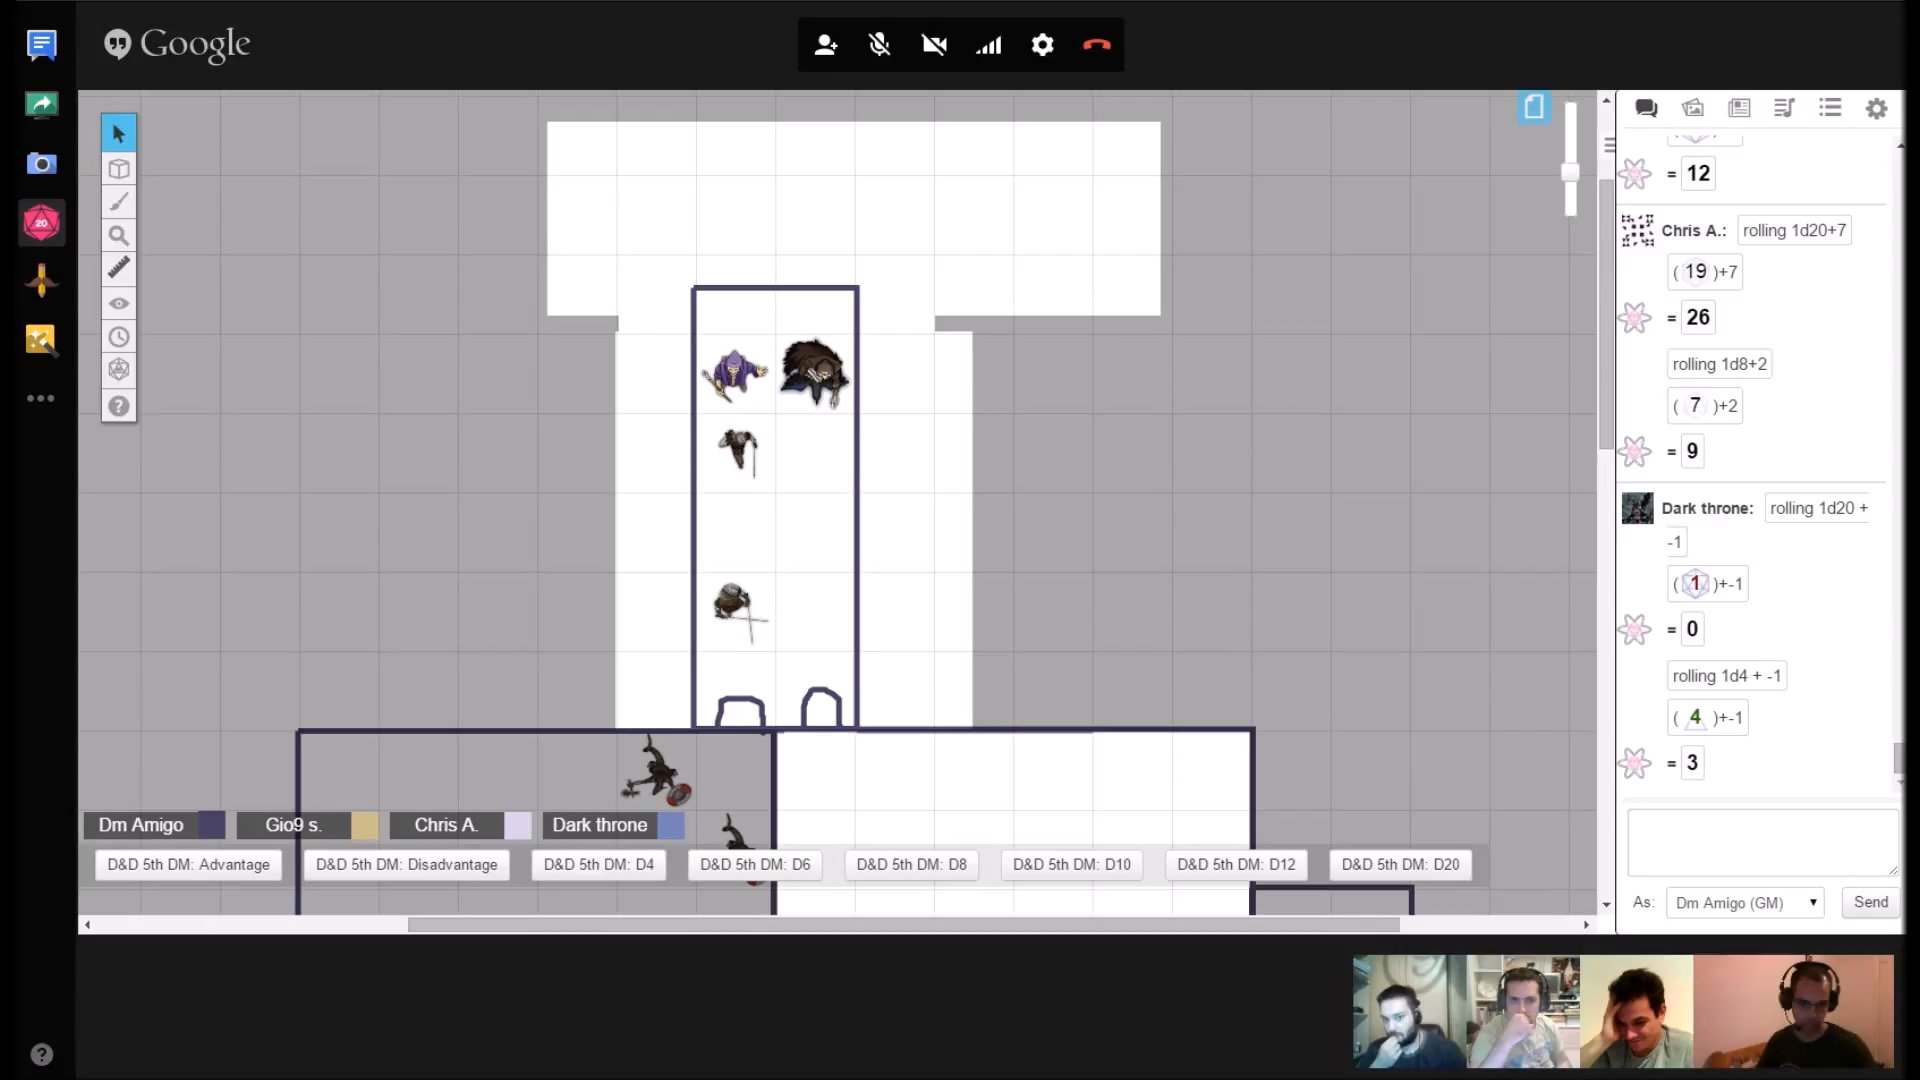 Google
= 12
Chris A.: rolling 1d20+7
( 19 )+7
= 26
rolling 1d8+2
( 7 )+2
= 9
Dark throne: rolling 1d20 +
-1
( 1 )+-1
= 0
rolling 1d4 + -1
( 4 )+-1
= 3
20
?
Dm Amigo Gio9 s. Chris A. Dark throne
D&D 5th DM: Advantage D&D 5th DM: Disadvantage D&D 5th DM: D4 D&D 5th DM: D6 D&D 5th DM: D8 D&D 5th DM: D10 D&D 5th DM: D12 D&D 5th DM: D20
As: Dm Amigo (GM) Send
?